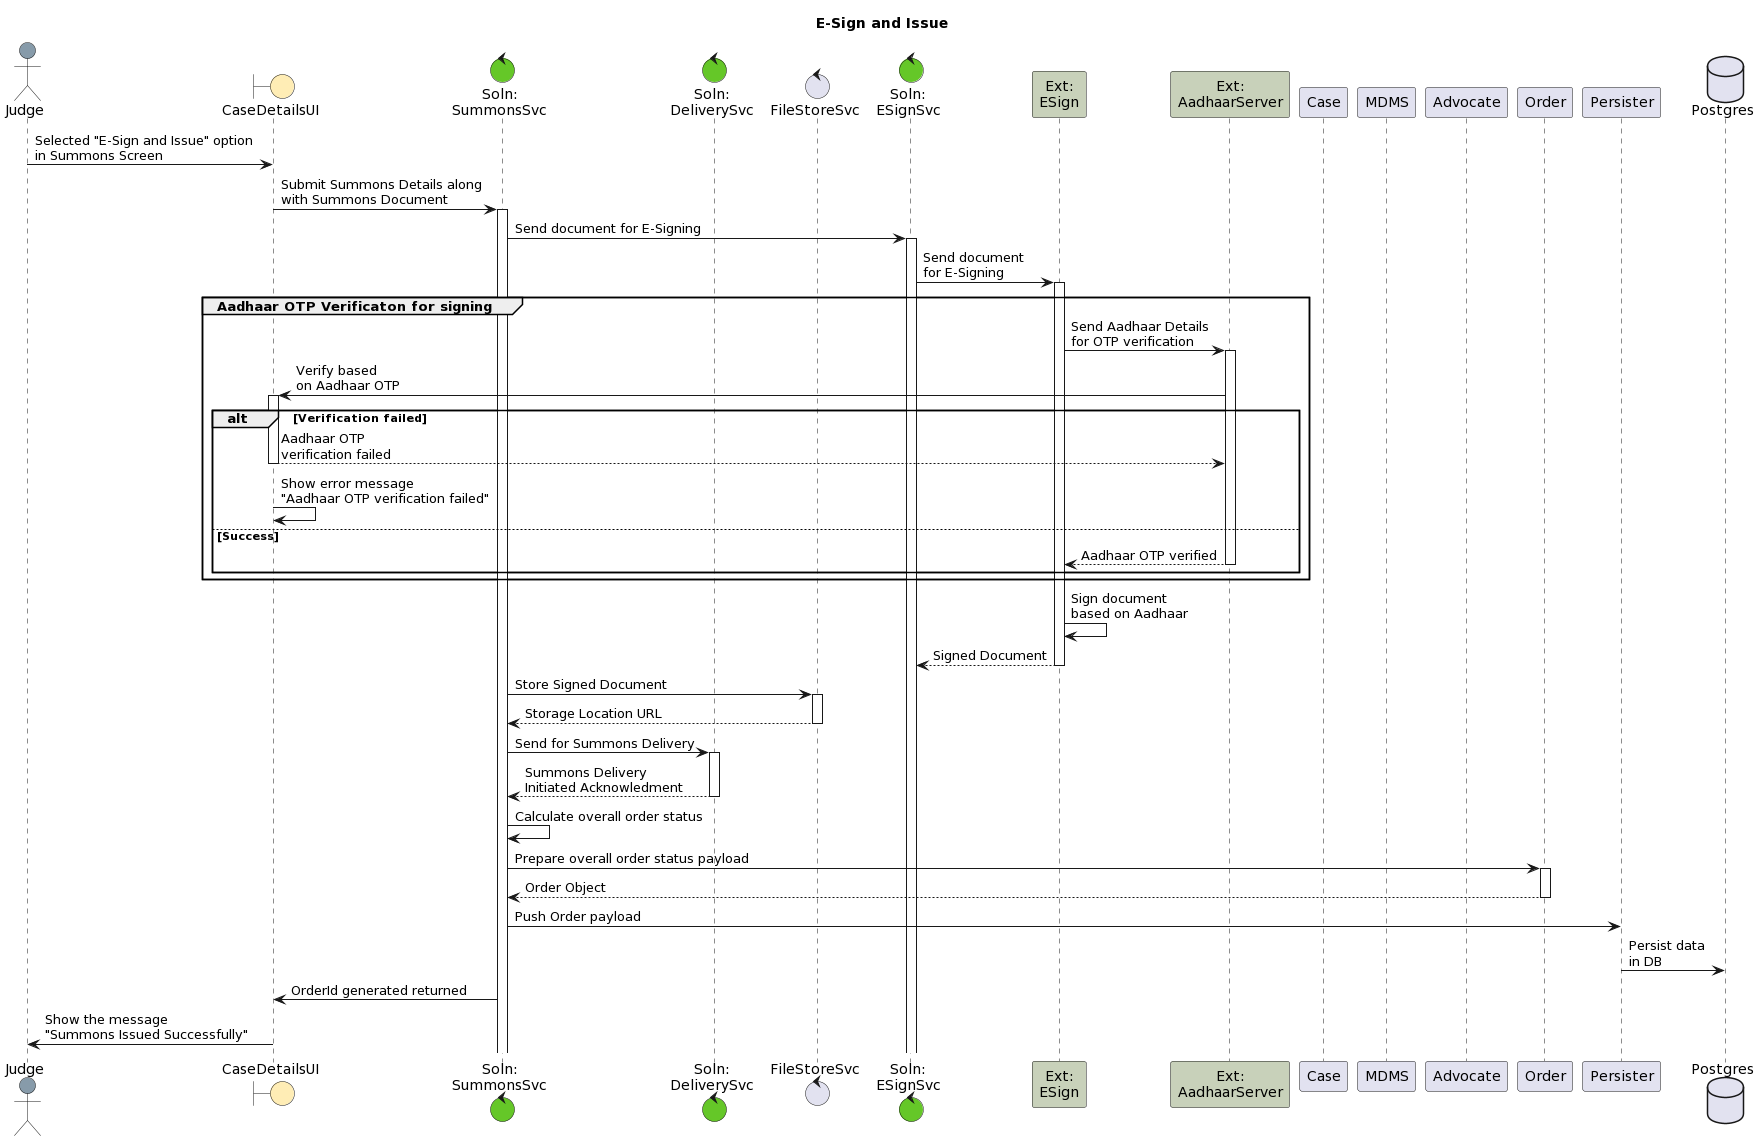 E-Sign and Issue
Judge
CaseDetailsUI
Soln:
SummonsSvc
Soln:
DeliverySvc
FileStoreSvc
Soln:
ESignSvc
Ext:
ESign
Ext:
AadhaarServer
Case
MDMS
Advocate
Order
Persister
Postgres
Selected "E-Sign and Issue" option
in Summons Screen
Submit Summons Details along
with Summons Document
Send document for E-Signing
Send document
for E-Signing
Aadhaar OTP Verificaton for signing
Send Aadhaar Details
for OTP verification
Verify based
on Aadhaar OTP
alt
[Verification failed]
Aadhaar OTP
verification failed
Show error message
"Aadhaar OTP verification failed"
[Success]
Aadhaar OTP verified
Sign document
based on Aadhaar
Signed Document
Store Signed Document
Storage Location URL
Send for Summons Delivery
Summons Delivery
Initiated Acknowledment
Calculate overall order status
Prepare overall order status payload
Order Object
Push Order payload
Persist data
in DB
OrderId generated returned
Show the message
"Summons Issued Successfully"
Judge
CaseDetailsUI
Soln:
SummonsSvc
Soln:
DeliverySvc
FileStoreSvc
Soln:
ESignSvc
Ext:
ESign
Ext:
AadhaarServer
Case
MDMS
Advocate
Order
Persister
Postgres